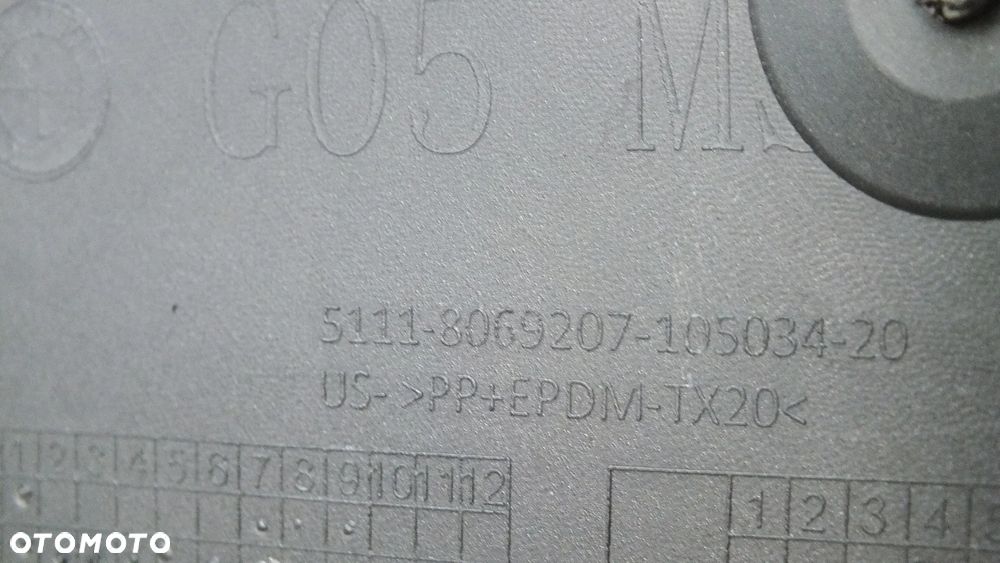 G05 MS
5111-8069207-105034-20
US- >PP+EPDM-TX20<
1 2 3 4 5 6 7 8 9 10 11 12
1 2 3 4
OTOMOTO